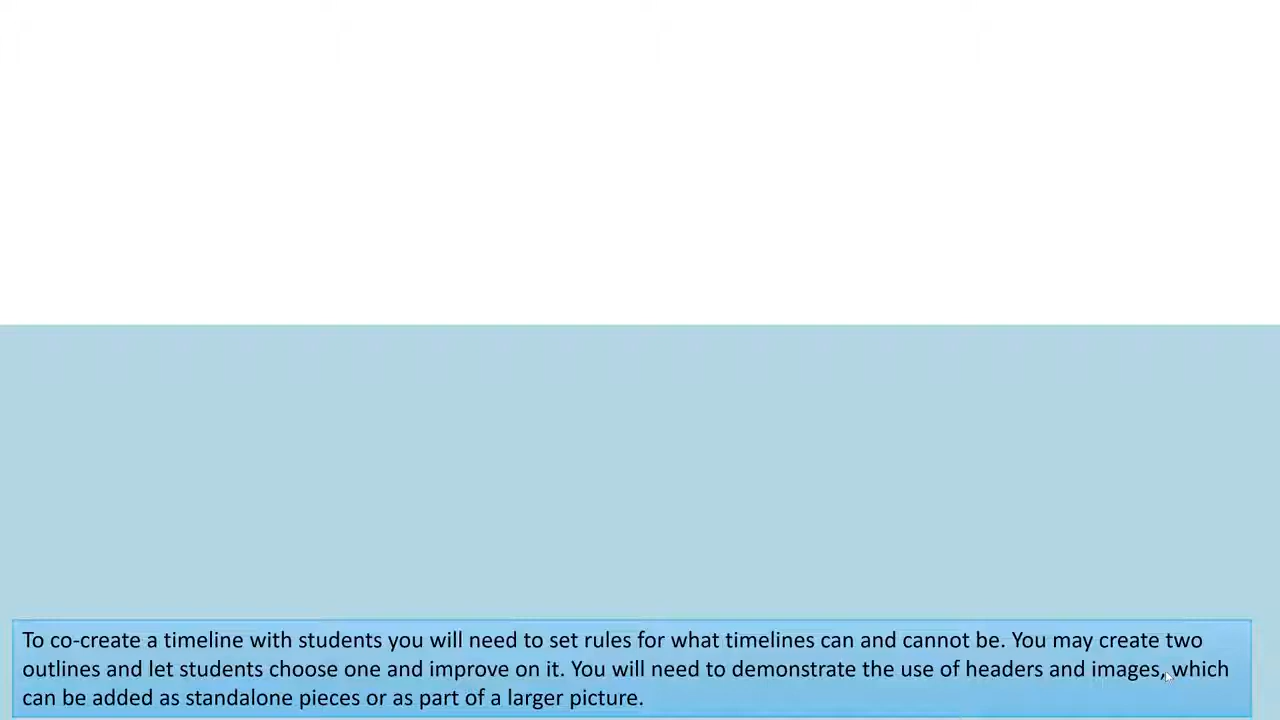 To co-create a timeline with students you will need to set rules for what timelines can and cannot be. You may create two
outlines and let students choose one and improve on it. You will need to demonstrate the use of headers and images, which
can be added as standalone pieces or as part of a larger picture.